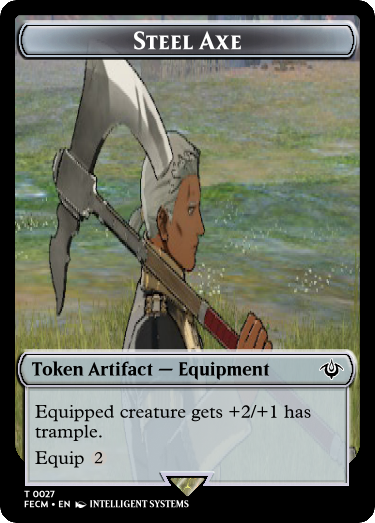 Steel Axe
Token Artifact — Equipment
Equipped creature gets +2/+1 has
trample.
Equip 2
T 0027
FECM • EN INTELLIGENT SYSTEMS